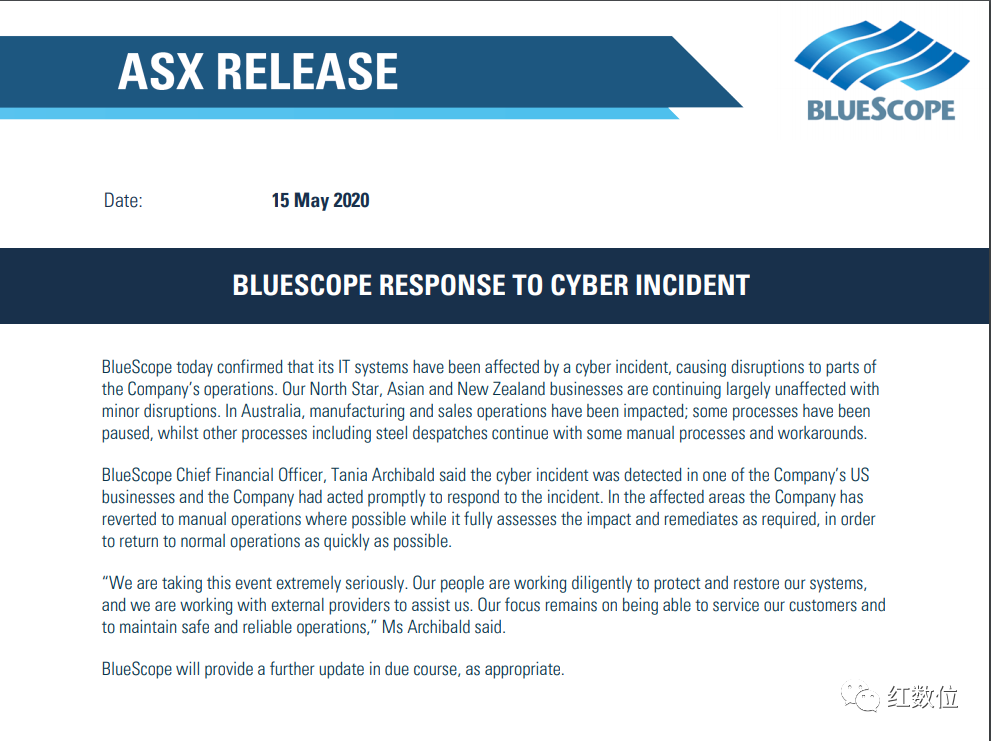 ASX RELEASE
BLUESCOPE
Date: 15 May 2020
BLUESCOPE RESPONSE TO CYBER INCIDENT
BlueScope today confirmed that its IT systems have been affected by a cyber incident, causing disruptions to parts of
the Company’s operations. Our North Star, Asian and New Zealand businesses are continuing largely unaffected with
minor disruptions. In Australia, manufacturing and sales operations have been impacted; some processes have been
paused, whilst other processes including steel despatches continue with some manual processes and workarounds.
BlueScope Chief Financial Officer, Tania Archibald said the cyber incident was detected in one of the Company’s US
businesses and the Company had acted promptly to respond to the incident. In the affected areas the Company has
reverted to manual operations where possible while it fully assesses the impact and remediates as required, in order
to return to normal operations as quickly as possible.
“We are taking this event extremely seriously. Our people are working diligently to protect and restore our systems,
and we are working with external providers to assist us. Our focus remains on being able to service our customers and
to maintain safe and reliable operations,” Ms Archibald said.
BlueScope will provide a further update in due course, as appropriate.
红数位